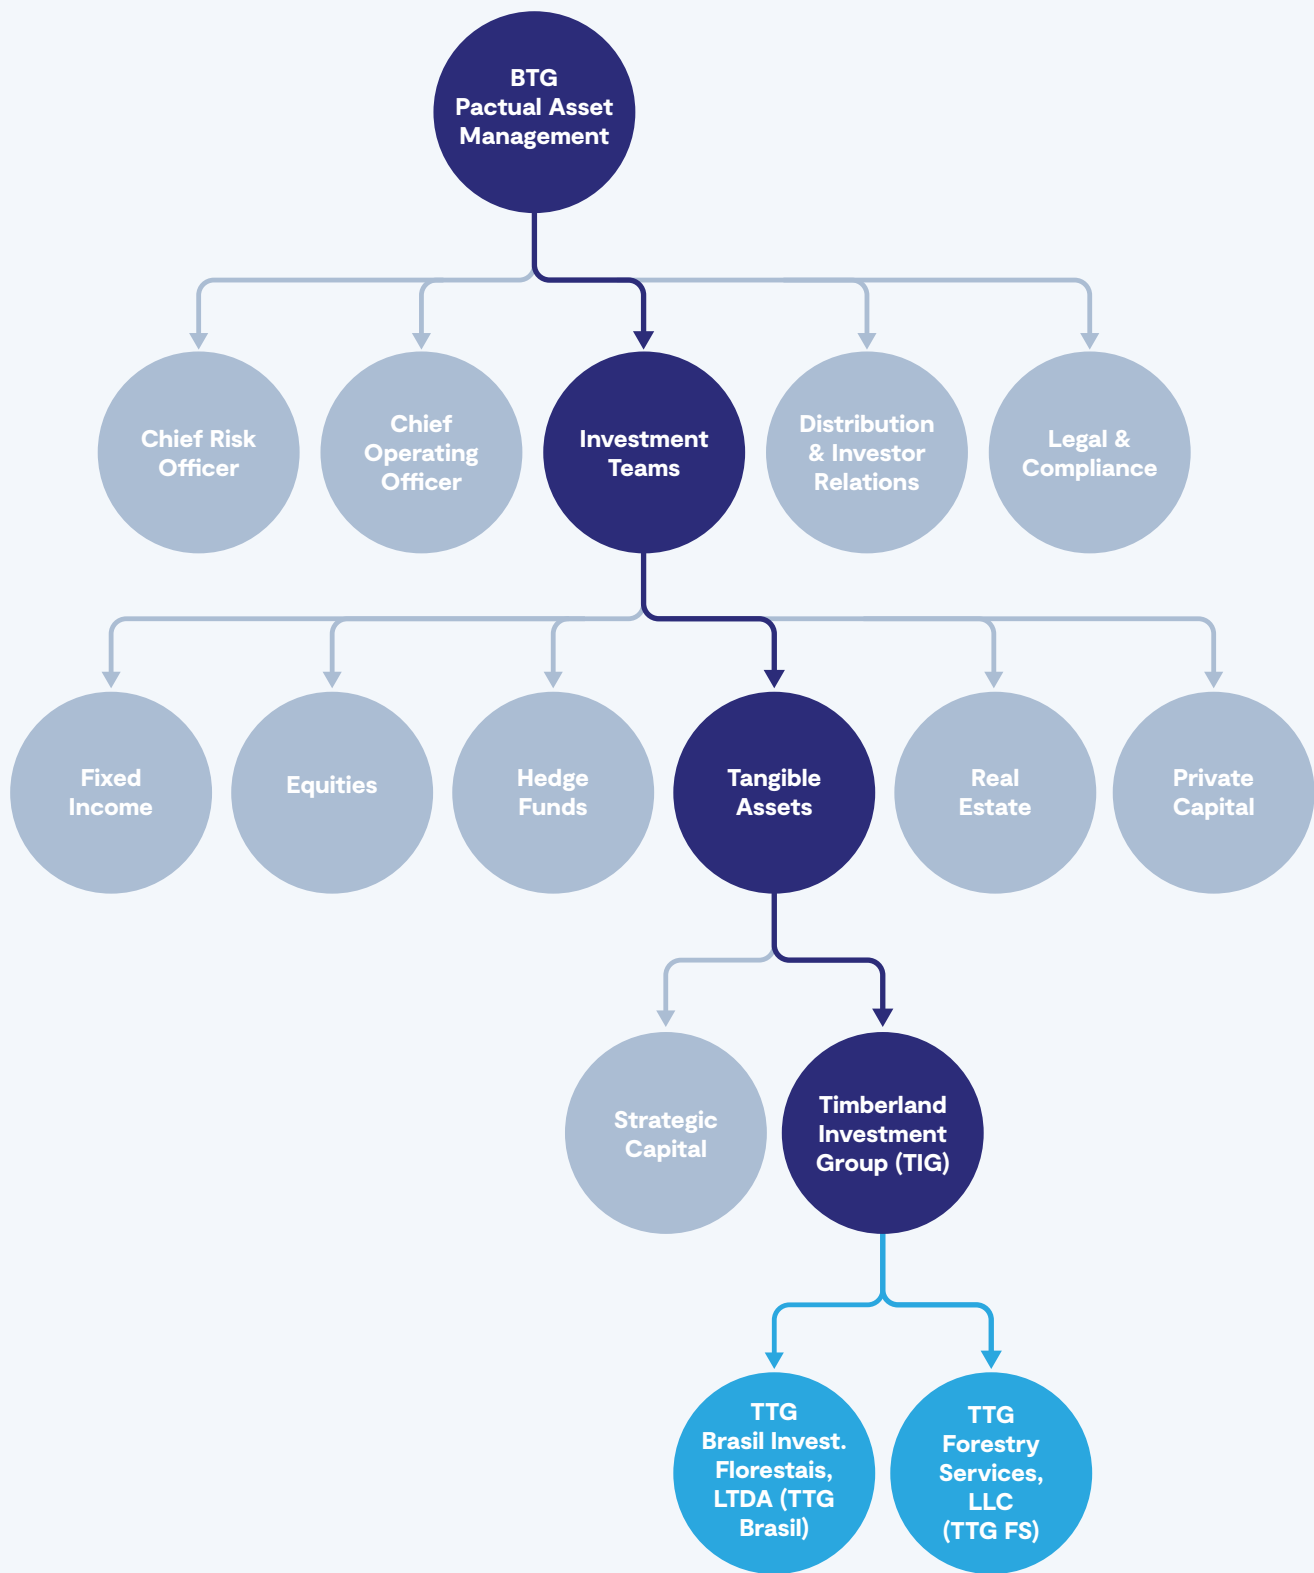 BTG
Pactual Asset
Management
Chief Risk
Officer
Chief
Operating
Officer
Investment
Teams
Distribution
& Investor
Relations
Legal &
Compliance
Fixed
Income
Equities
Hedge
Funds
Tangible
Assets
Real
Estate
Private
Capital
Strategic
Capital
Timberland
Investment
Group (TIG)
TTG
Brasil Invest.
Florestais,
LTDA (TTG
Brasil)
TTG
Forestry
Services,
LLC
(TTG FS)